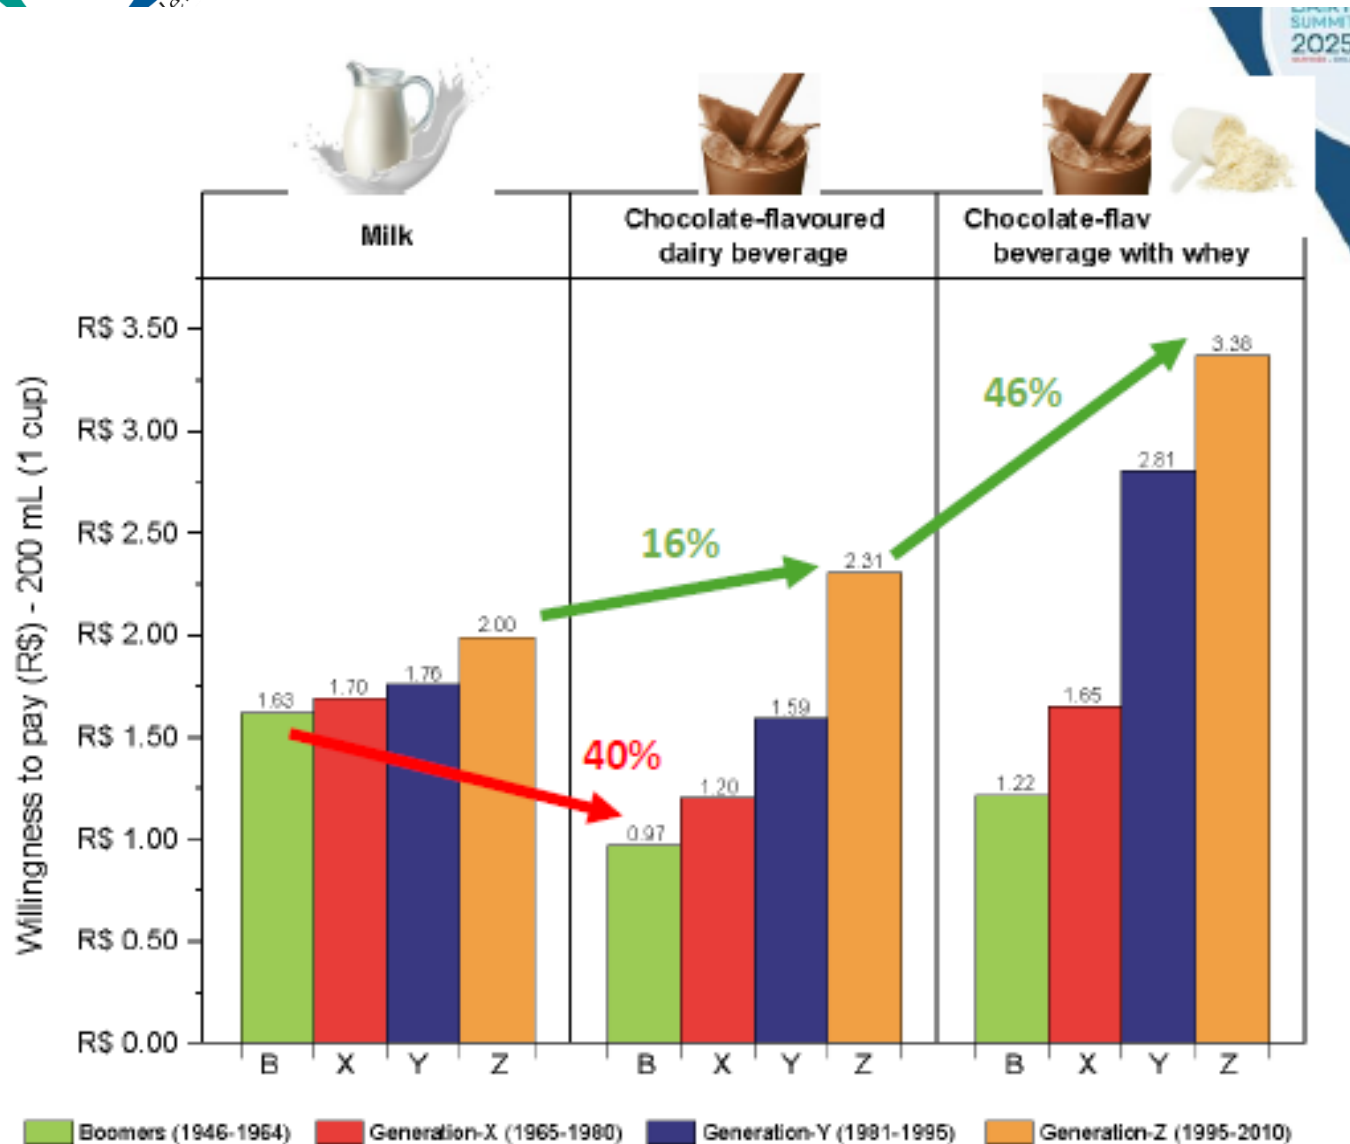 SUMMIT
2025
Milk
Chocolate-flavoured
dairy beverage
Chocolate-flav
beverage with whey
Willingness to pay (R$) - 200 mL (1 cup)
R$ 3.50
R$ 3.00
R$ 2.50
R$ 2.00
R$ 1.50
R$ 1.00
R$ 0.50
R$ 0.00
1.63
1.70
1.76
2.00
40%
16%
0.97
1.20
1.59
2.31
46%
1.22
1.65
2.81
3.38
B X Y Z B X Y Z B X Y Z
Boomers (1946-1964) Generation-X (1965-1980) Generation-Y (1981-1995) Generation-Z (1995-2010)